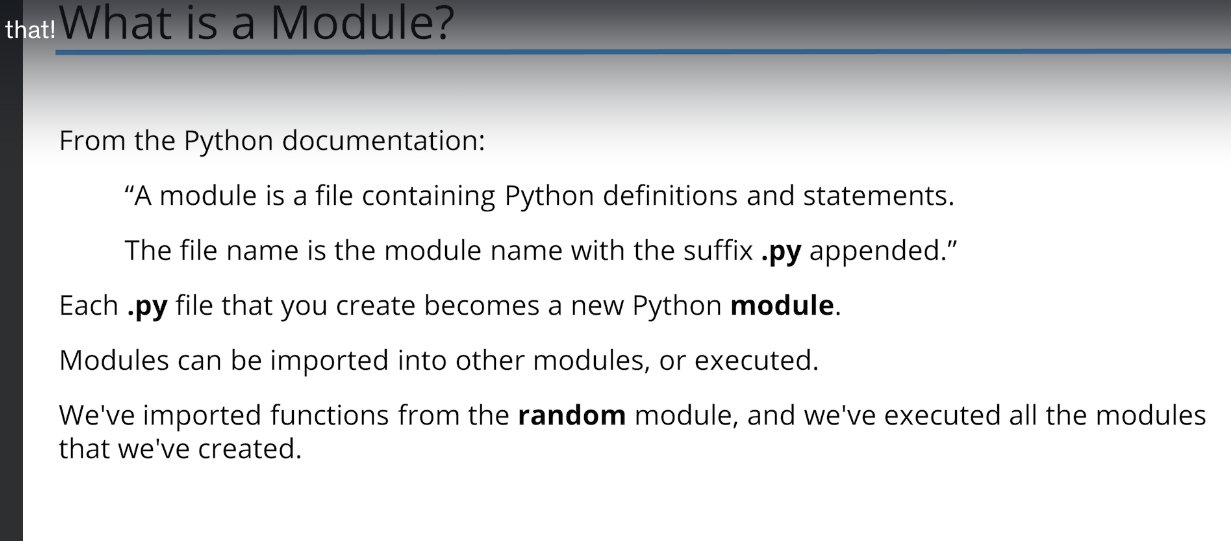 that!
What is a Module?
From the Python documentation:
“A module is a file containing Python definitions and statements.
The file name is the module name with the suffix .py appended.”
Each .py file that you create becomes a new Python module.
Modules can be imported into other modules, or executed.
We've imported functions from the random module, and we've executed all the modules
that we've created.